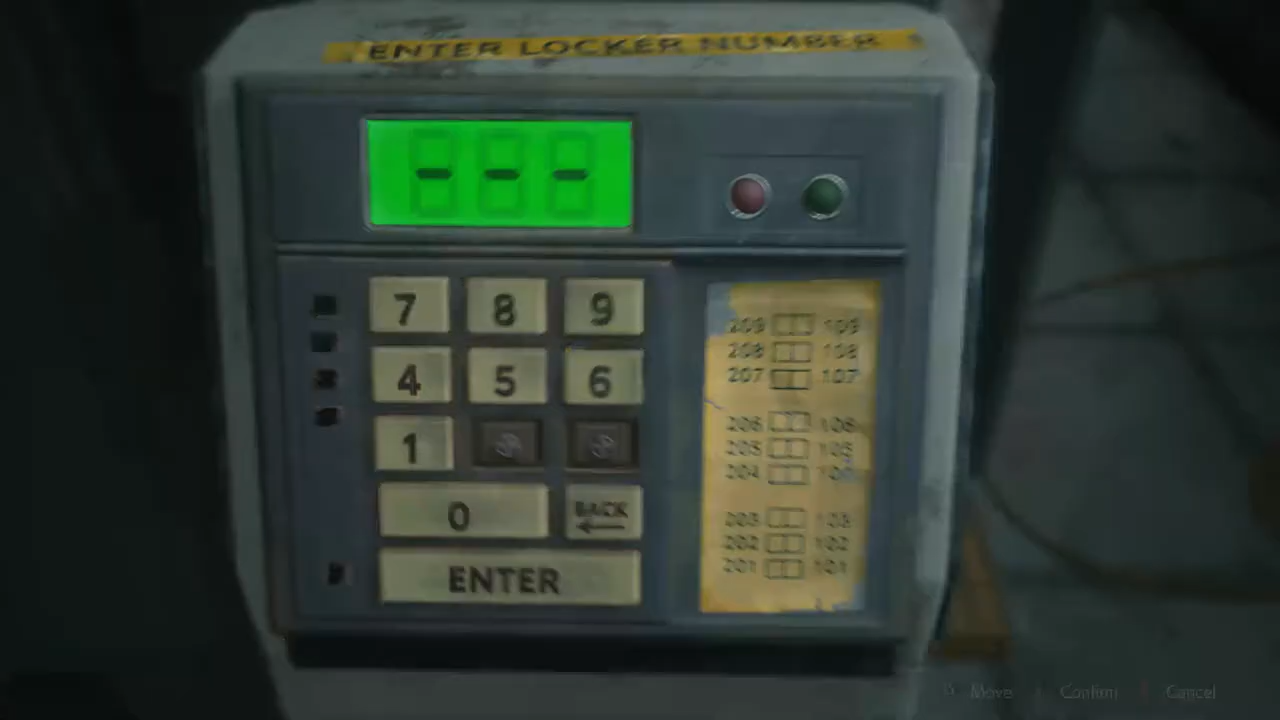 ENTER LOCKER NUMBER
- - -
7 8 9
4 5 6
1
0 BACK
ENTER
209 109
208 108
207 107
206 106
205 105
204
203 103
202 102
201 101
Move Confirm Cancel